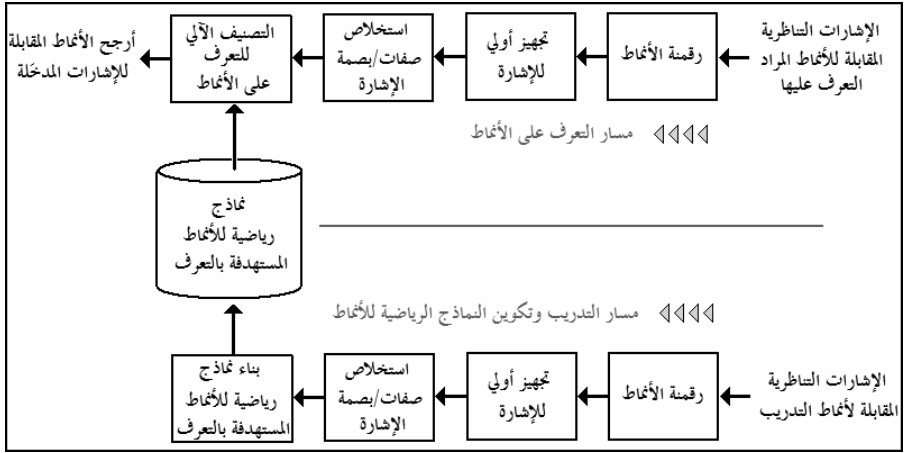 الإشارات التناظرية
المقابلة للأنماط المراد
التعرف عليها
رقمنة الأنماط
تجهيز أولي
للإشارة
استخلاص
صفات/بصمة
الإشارة
التصنيف الآلي
للتعرف
على الأنماط
أرجح الأنماط المقابلة
للإشارات المدخَلة
مسار التعرف على الأنماط
نماذج
رياضية للأنماط
المستهدفة بالتعرف
مسار التدريب وتكوين النماذج الرياضية للأنماط
الإشارات التناظرية
المقابلة لأنماط التدريب
رقمنة الأنماط
تجهيز أولي
للإشارة
استخلاص
صفات/بصمة
الإشارة
بناء نماذج
رياضية للأنماط
المستهدفة بالتعرف